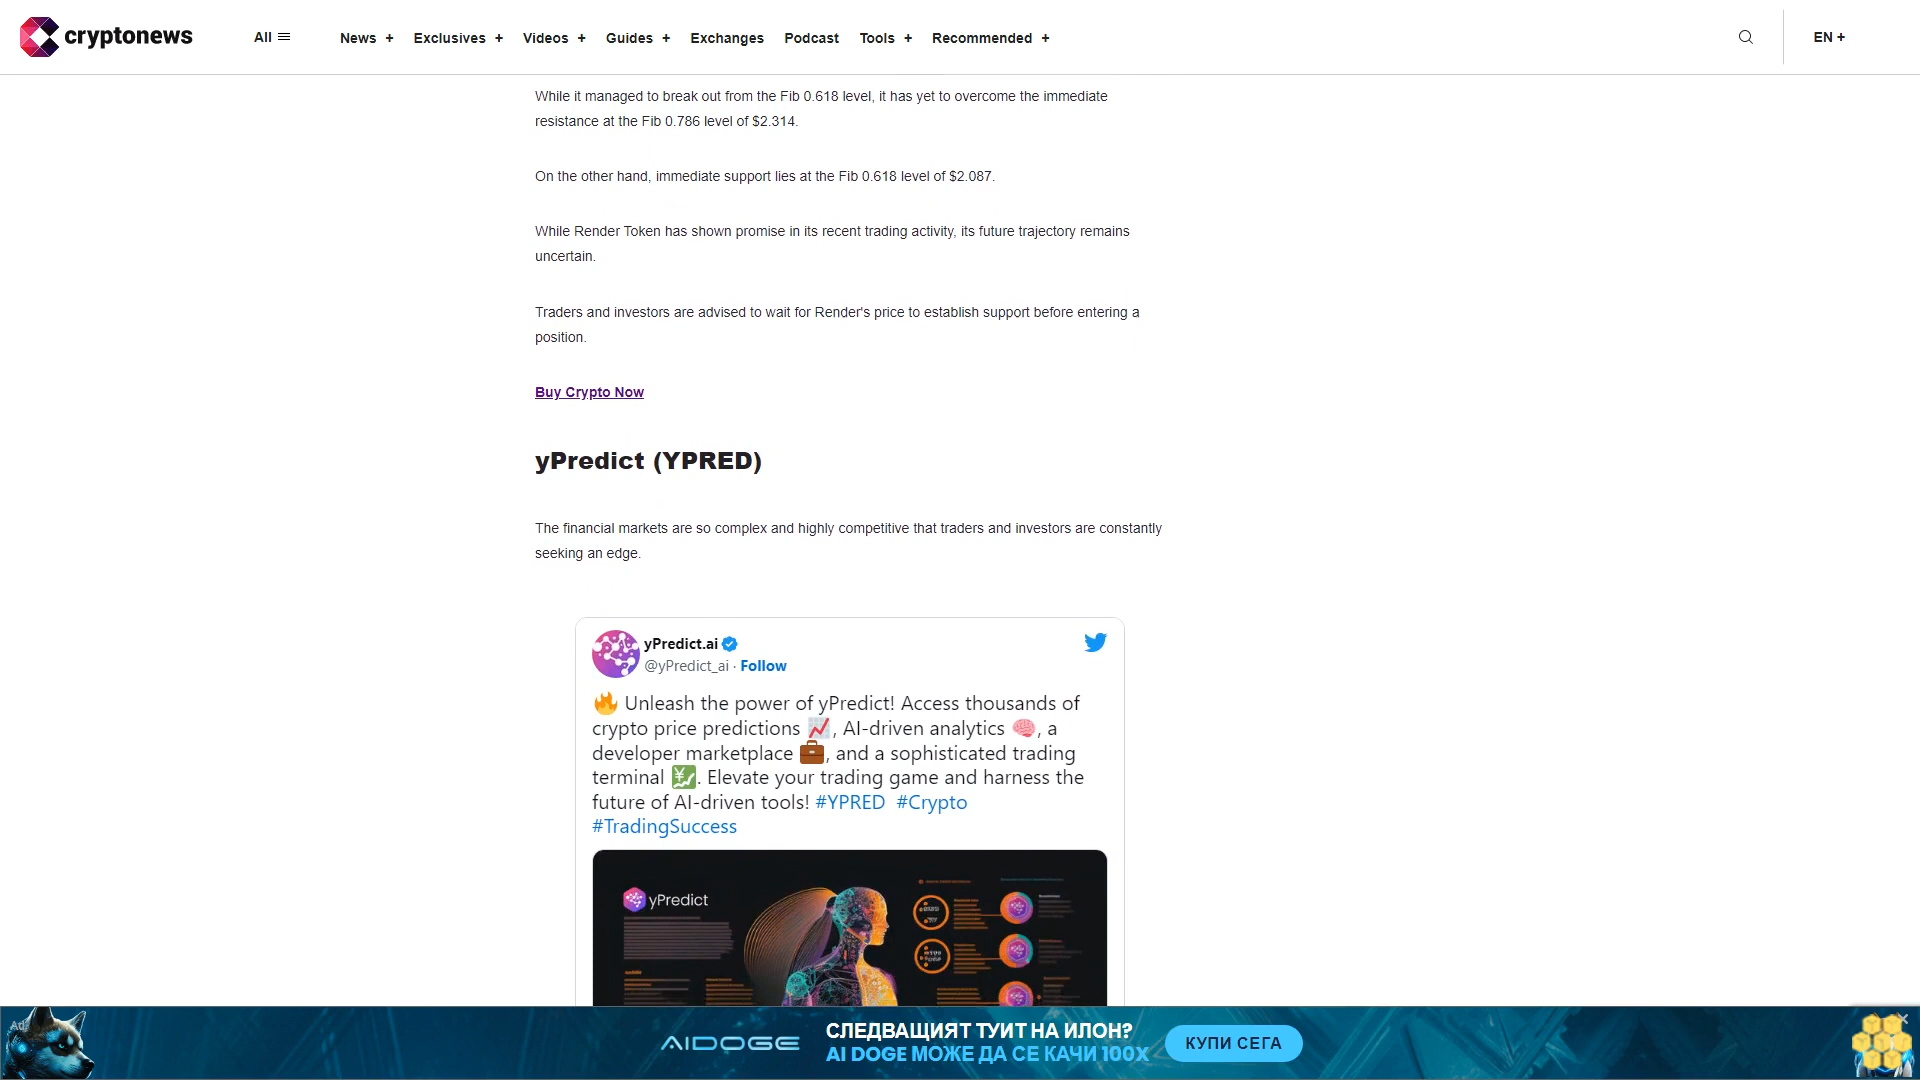 cryptonews
All
News +
Exclusives +
Videos +
Guides +
Exchanges
Podcast
Tools +
Recommended +
EN +
While it managed to break out from the Fib 0.618 level, it has yet to overcome the immediate
resistance at the Fib 0.786 level of $2.314.
On the other hand, immediate support lies at the Fib 0.618 level of $2.087.
While Render Token has shown promise in its recent trading activity, its future trajectory remains
uncertain.
Traders and investors are advised to wait for Render's price to establish support before entering a
position.
Buy Crypto Now
yPredict (YPRED)
The financial markets are so complex and highly competitive that traders and investors are constantly
seeking an edge.
yPredict.ai
@yPredict_ai · Follow
🔥 Unleash the power of yPredict! Access thousands of
crypto price predictions 📈, AI-driven analytics 🧠, a
developer marketplace 💼, and a sophisticated trading
terminal 💹. Elevate your trading game and harness the
future of AI-driven tools! #YPRED #Crypto
#TradingSuccess
yPredict
Ad
AIDOGE
СЛЕДВАЩИЯТ ТУИТ НА ИЛОН?
AI DOGE МОЖЕ ДА СЕ КАЧИ 100X
КУПИ СЕГА